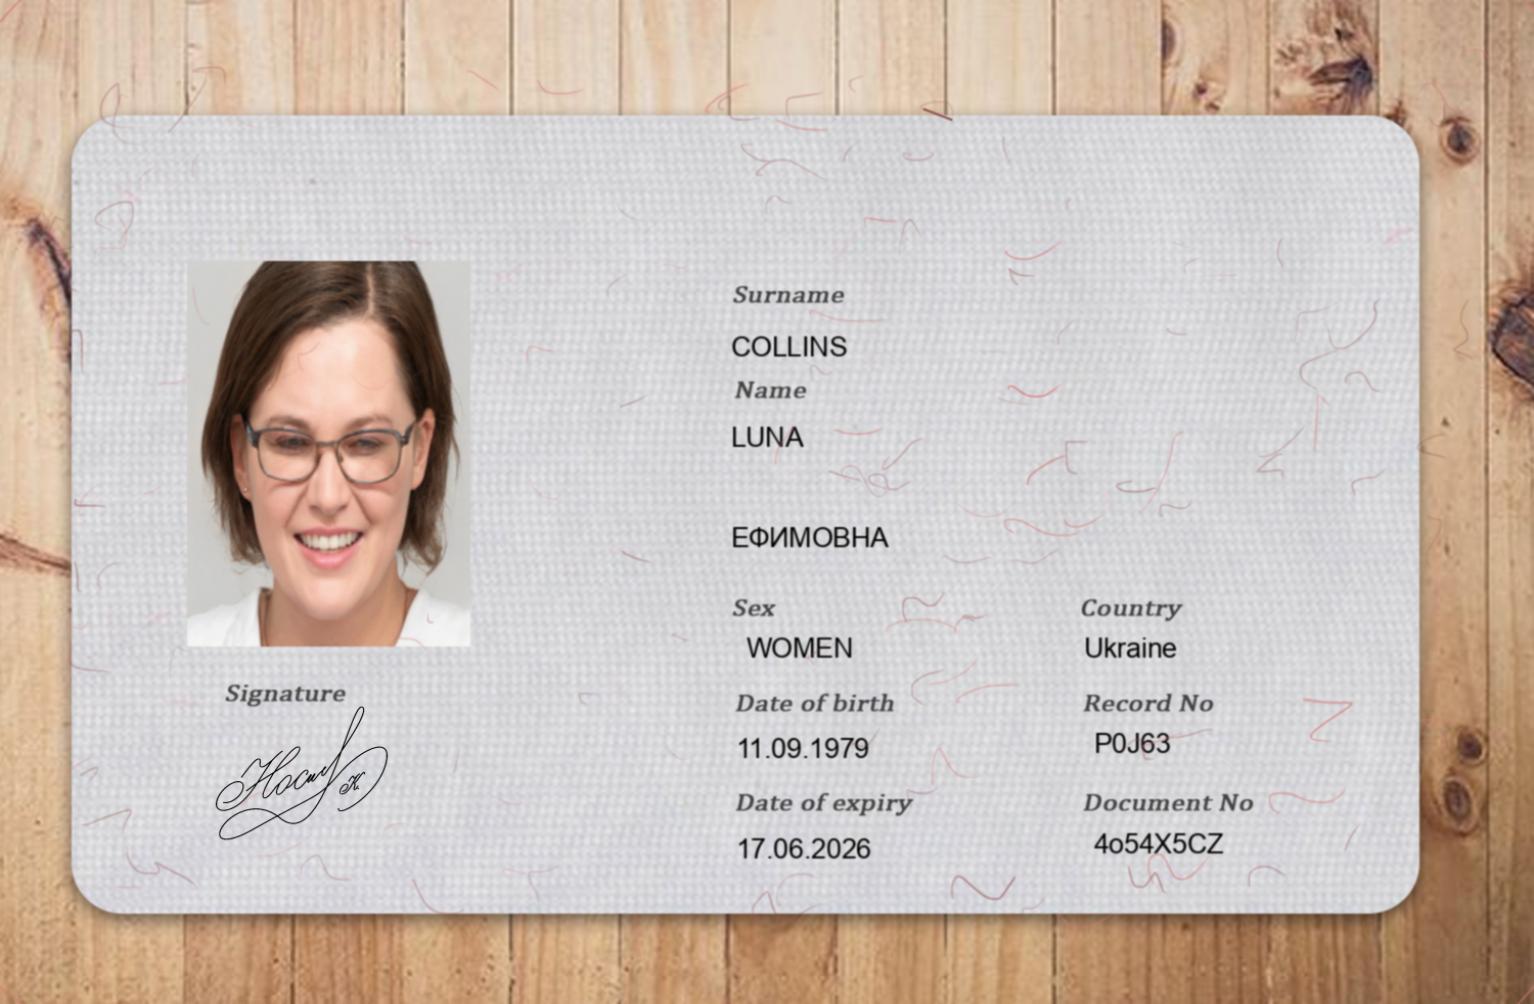 Surname
COLLINS
Name
LUNA
ЕФИМОВНА
Sex
Country
WOMEN
Ukraine
Date of birth
Record No
11.09.1979
P0J63
Date of expiry
Document No
17.06.2026
4o54X5CZ
Signature